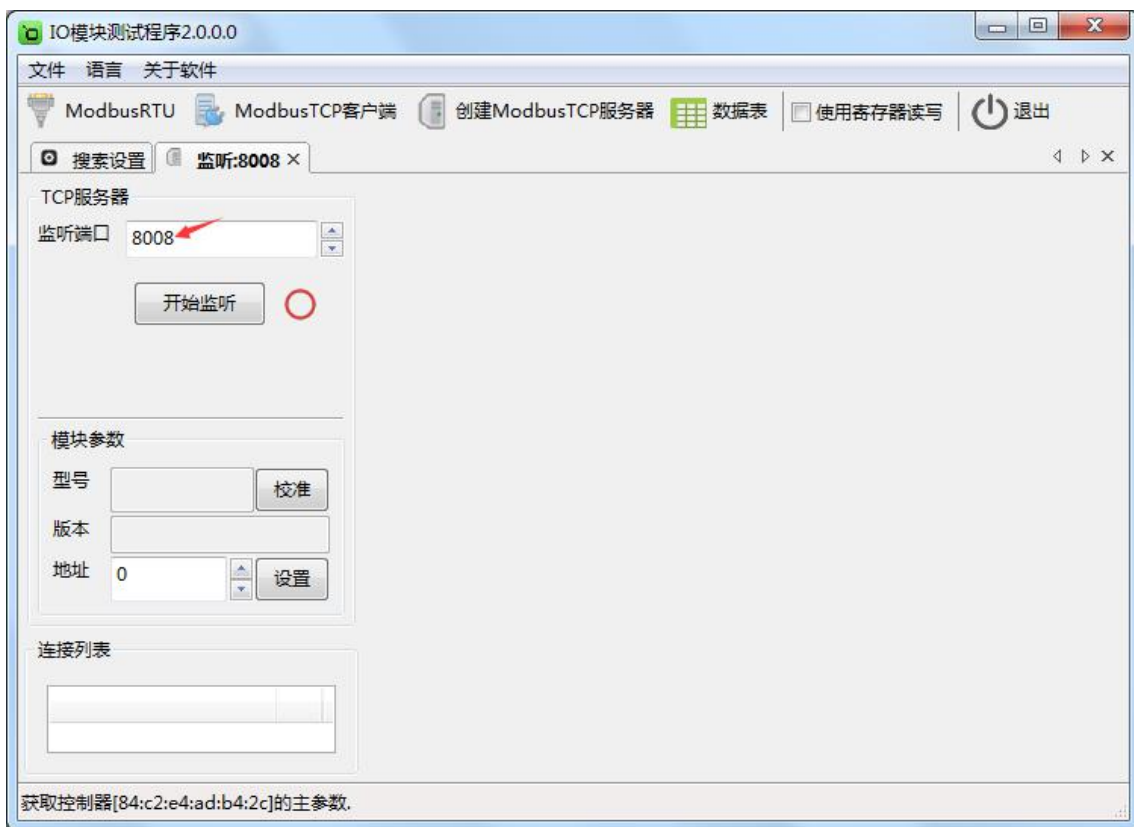 IO模块测试程序2.0.0.0
文件 语言 关于软件
ModbusRTU ModbusTCP客户端 创建ModbusTCP服务器 数据表 使用寄存器读写 退出
搜索设置 监听:8008
TCP服务器
监听端口 8008
开始监听
模块参数
型号 校准
版本
地址 0 设置
连接列表
获取控制器[84:c2:e4:ad:b4:2c]的主参数.